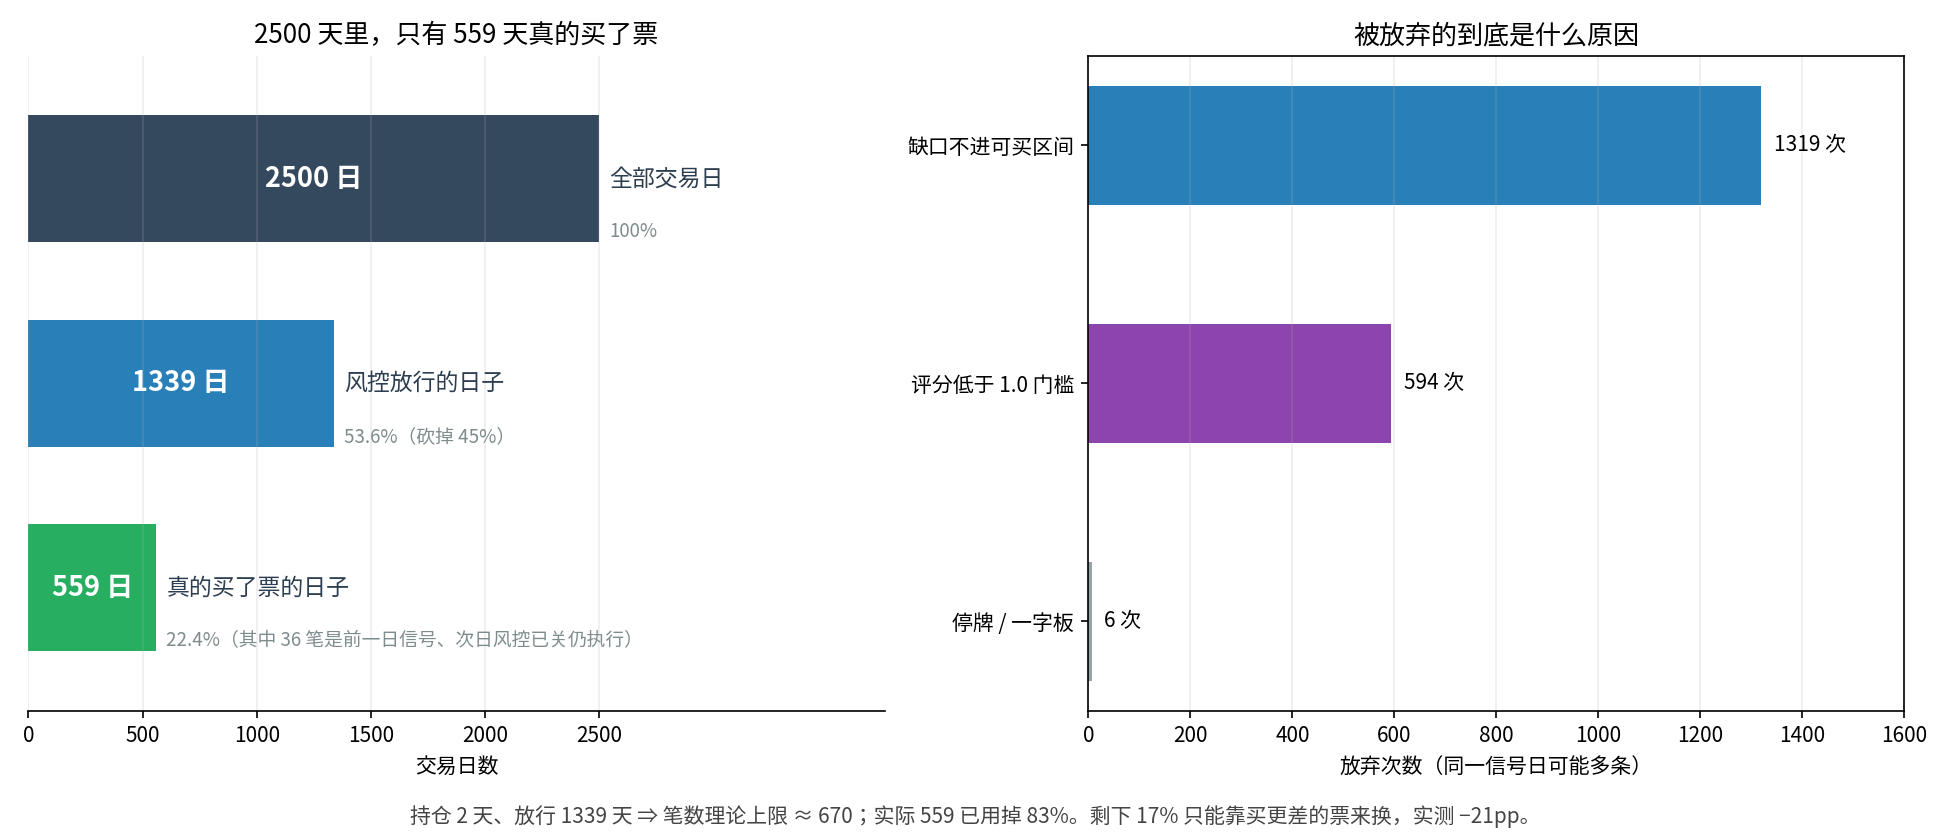 2500 天里，只有 559 天真的买了票
2500 日
全部交易日
100%
1339 日
风控放行的日子
53.6%（砍掉 45%）
559 日
真的买了票的日子
22.4%（其中 36 笔是前一日信号、次日风控已关仍执行）
0 500 1000 1500 2000 2500
交易日数
被放弃的到底是什么原因
缺口不进可买区间
1319 次
评分低于 1.0 门槛
594 次
停牌 / 一字板
6 次
0 200 400 600 800 1000 1200 1400 1600
放弃次数（同一信号日可能多条）
持仓 2 天、放行 1339 天 ⇒ 笔数理论上限 ≈ 670；实际 559 已用掉 83%。剩下 17% 只能靠买更差的票来换，实测 −21pp。